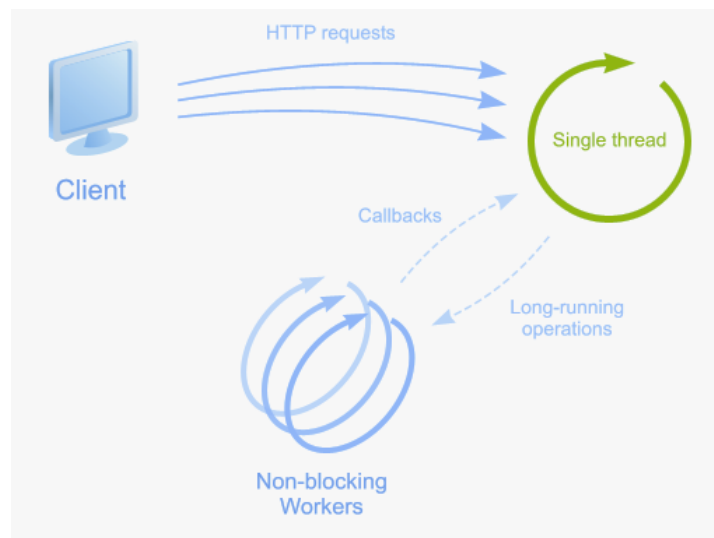 HTTP requests
Client
Single thread
Callbacks
Long-running
operations
Non-blocking
Workers